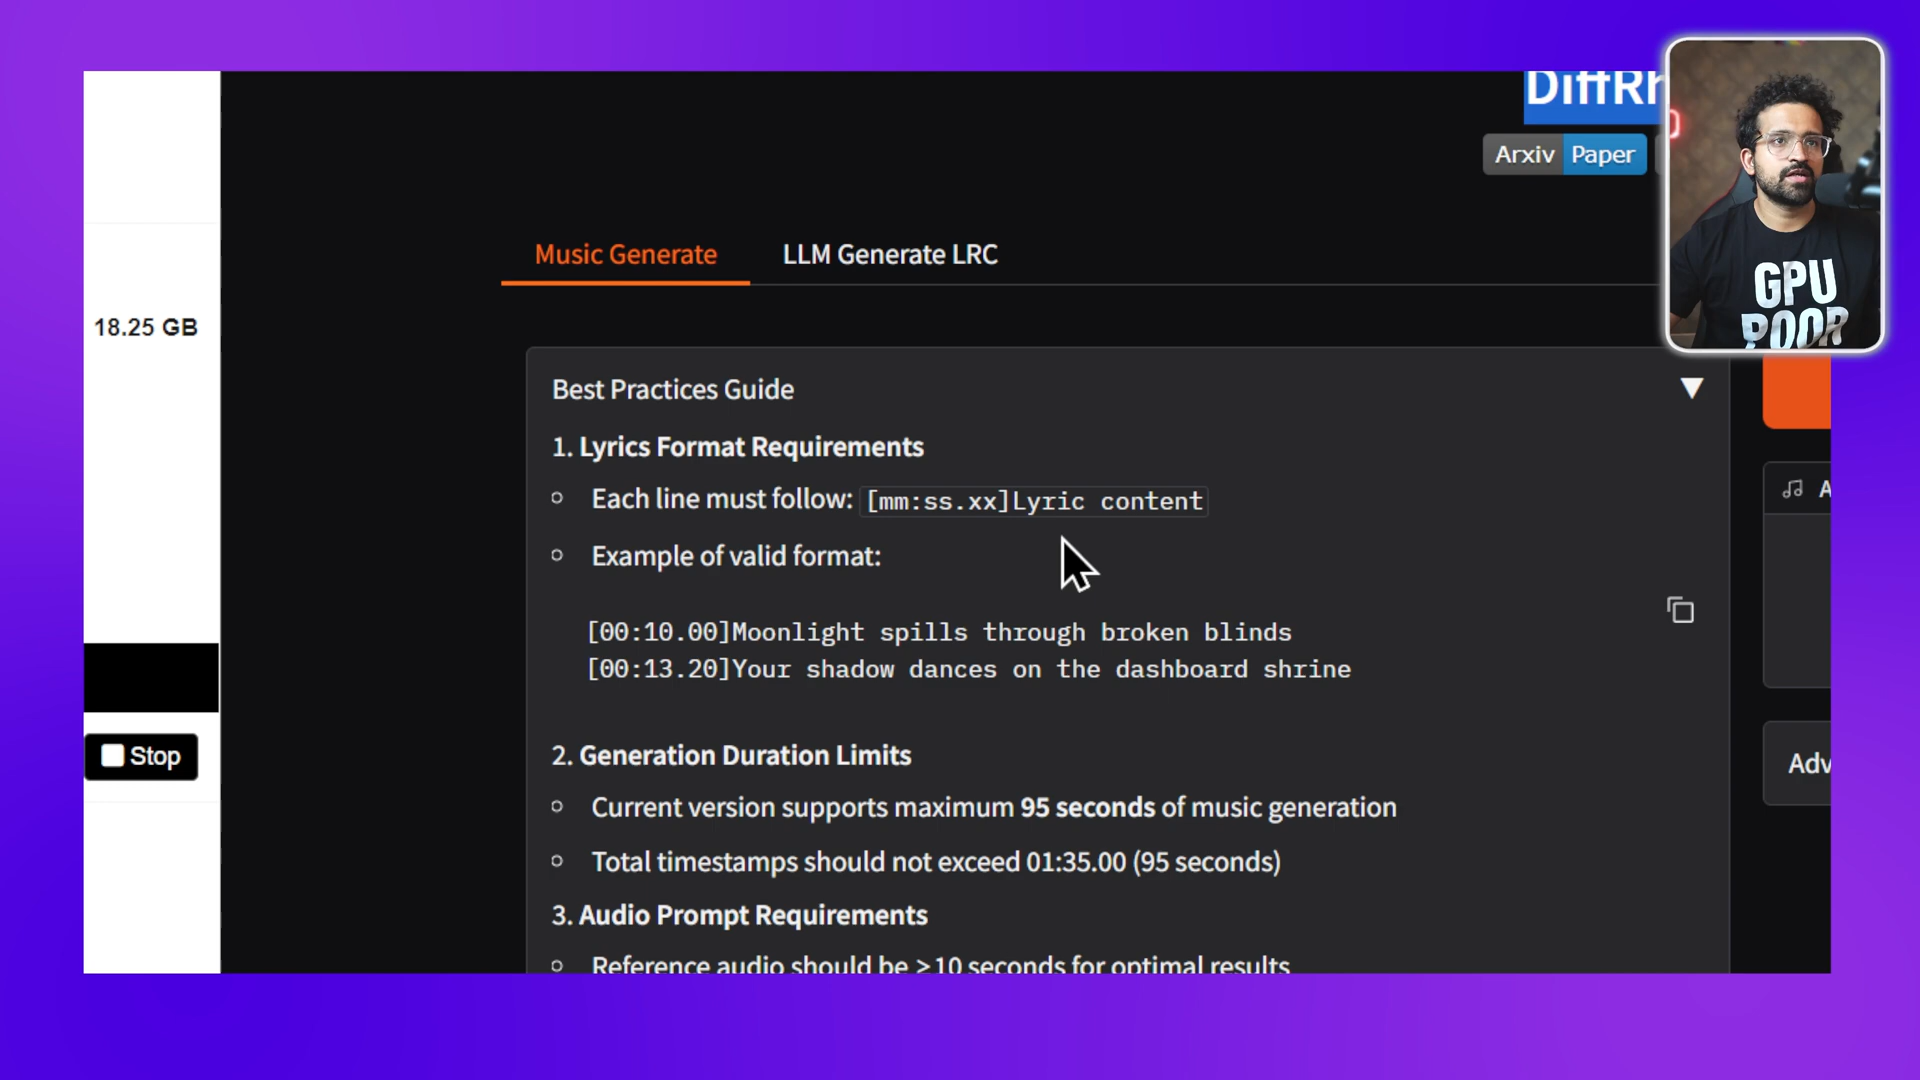 DiffRh
Arxiv Paper
GPU
POOR
Music Generate LLM Generate LRC
18.25 GB
Best Practices Guide
1. Lyrics Format Requirements
Each line must follow: [mm:ss.xx]Lyric content
Example of valid format:
[00:10.00]Moonlight spills through broken blinds
[00:13.20]Your shadow dances on the dashboard shrine
Stop
2. Generation Duration Limits
Adv
Current version supports maximum 95 seconds of music generation
Total timestamps should not exceed 01:35.00 (95 seconds)
3. Audio Prompt Requirements
Reference audio should be ≥10 seconds for optimal results